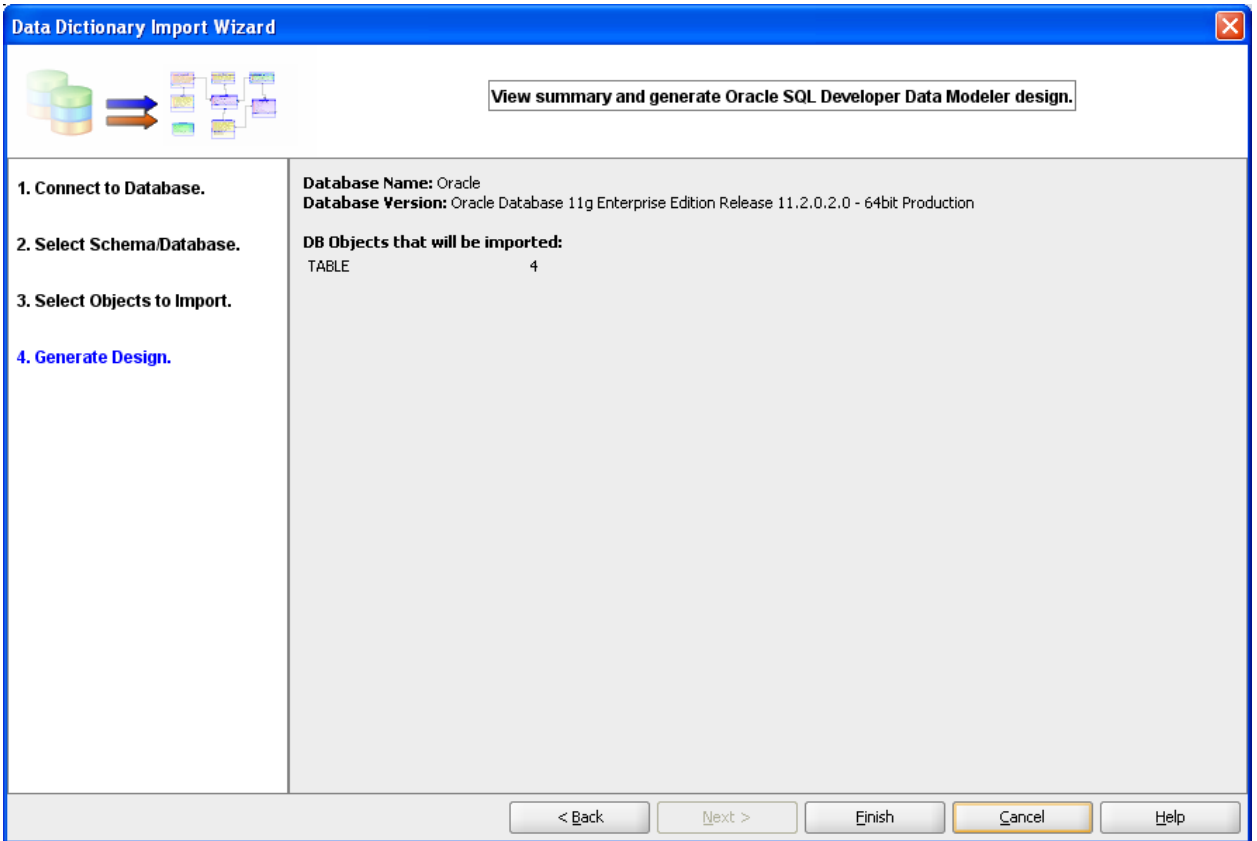 Data Dictionary Import Wizard
View summary and generate Oracle SQL Developer Data Modeler design.
1. Connect to Database.
2. Select Schema/Database.
3. Select Objects to Import.
4. Generate Design.
Database Name: Oracle
Database Version: Oracle Database 11g Enterprise Edition Release 11.2.0.2.0 - 64bit Production
DB Objects that will be imported:
TABLE 4
< Back Next > Finish Cancel Help